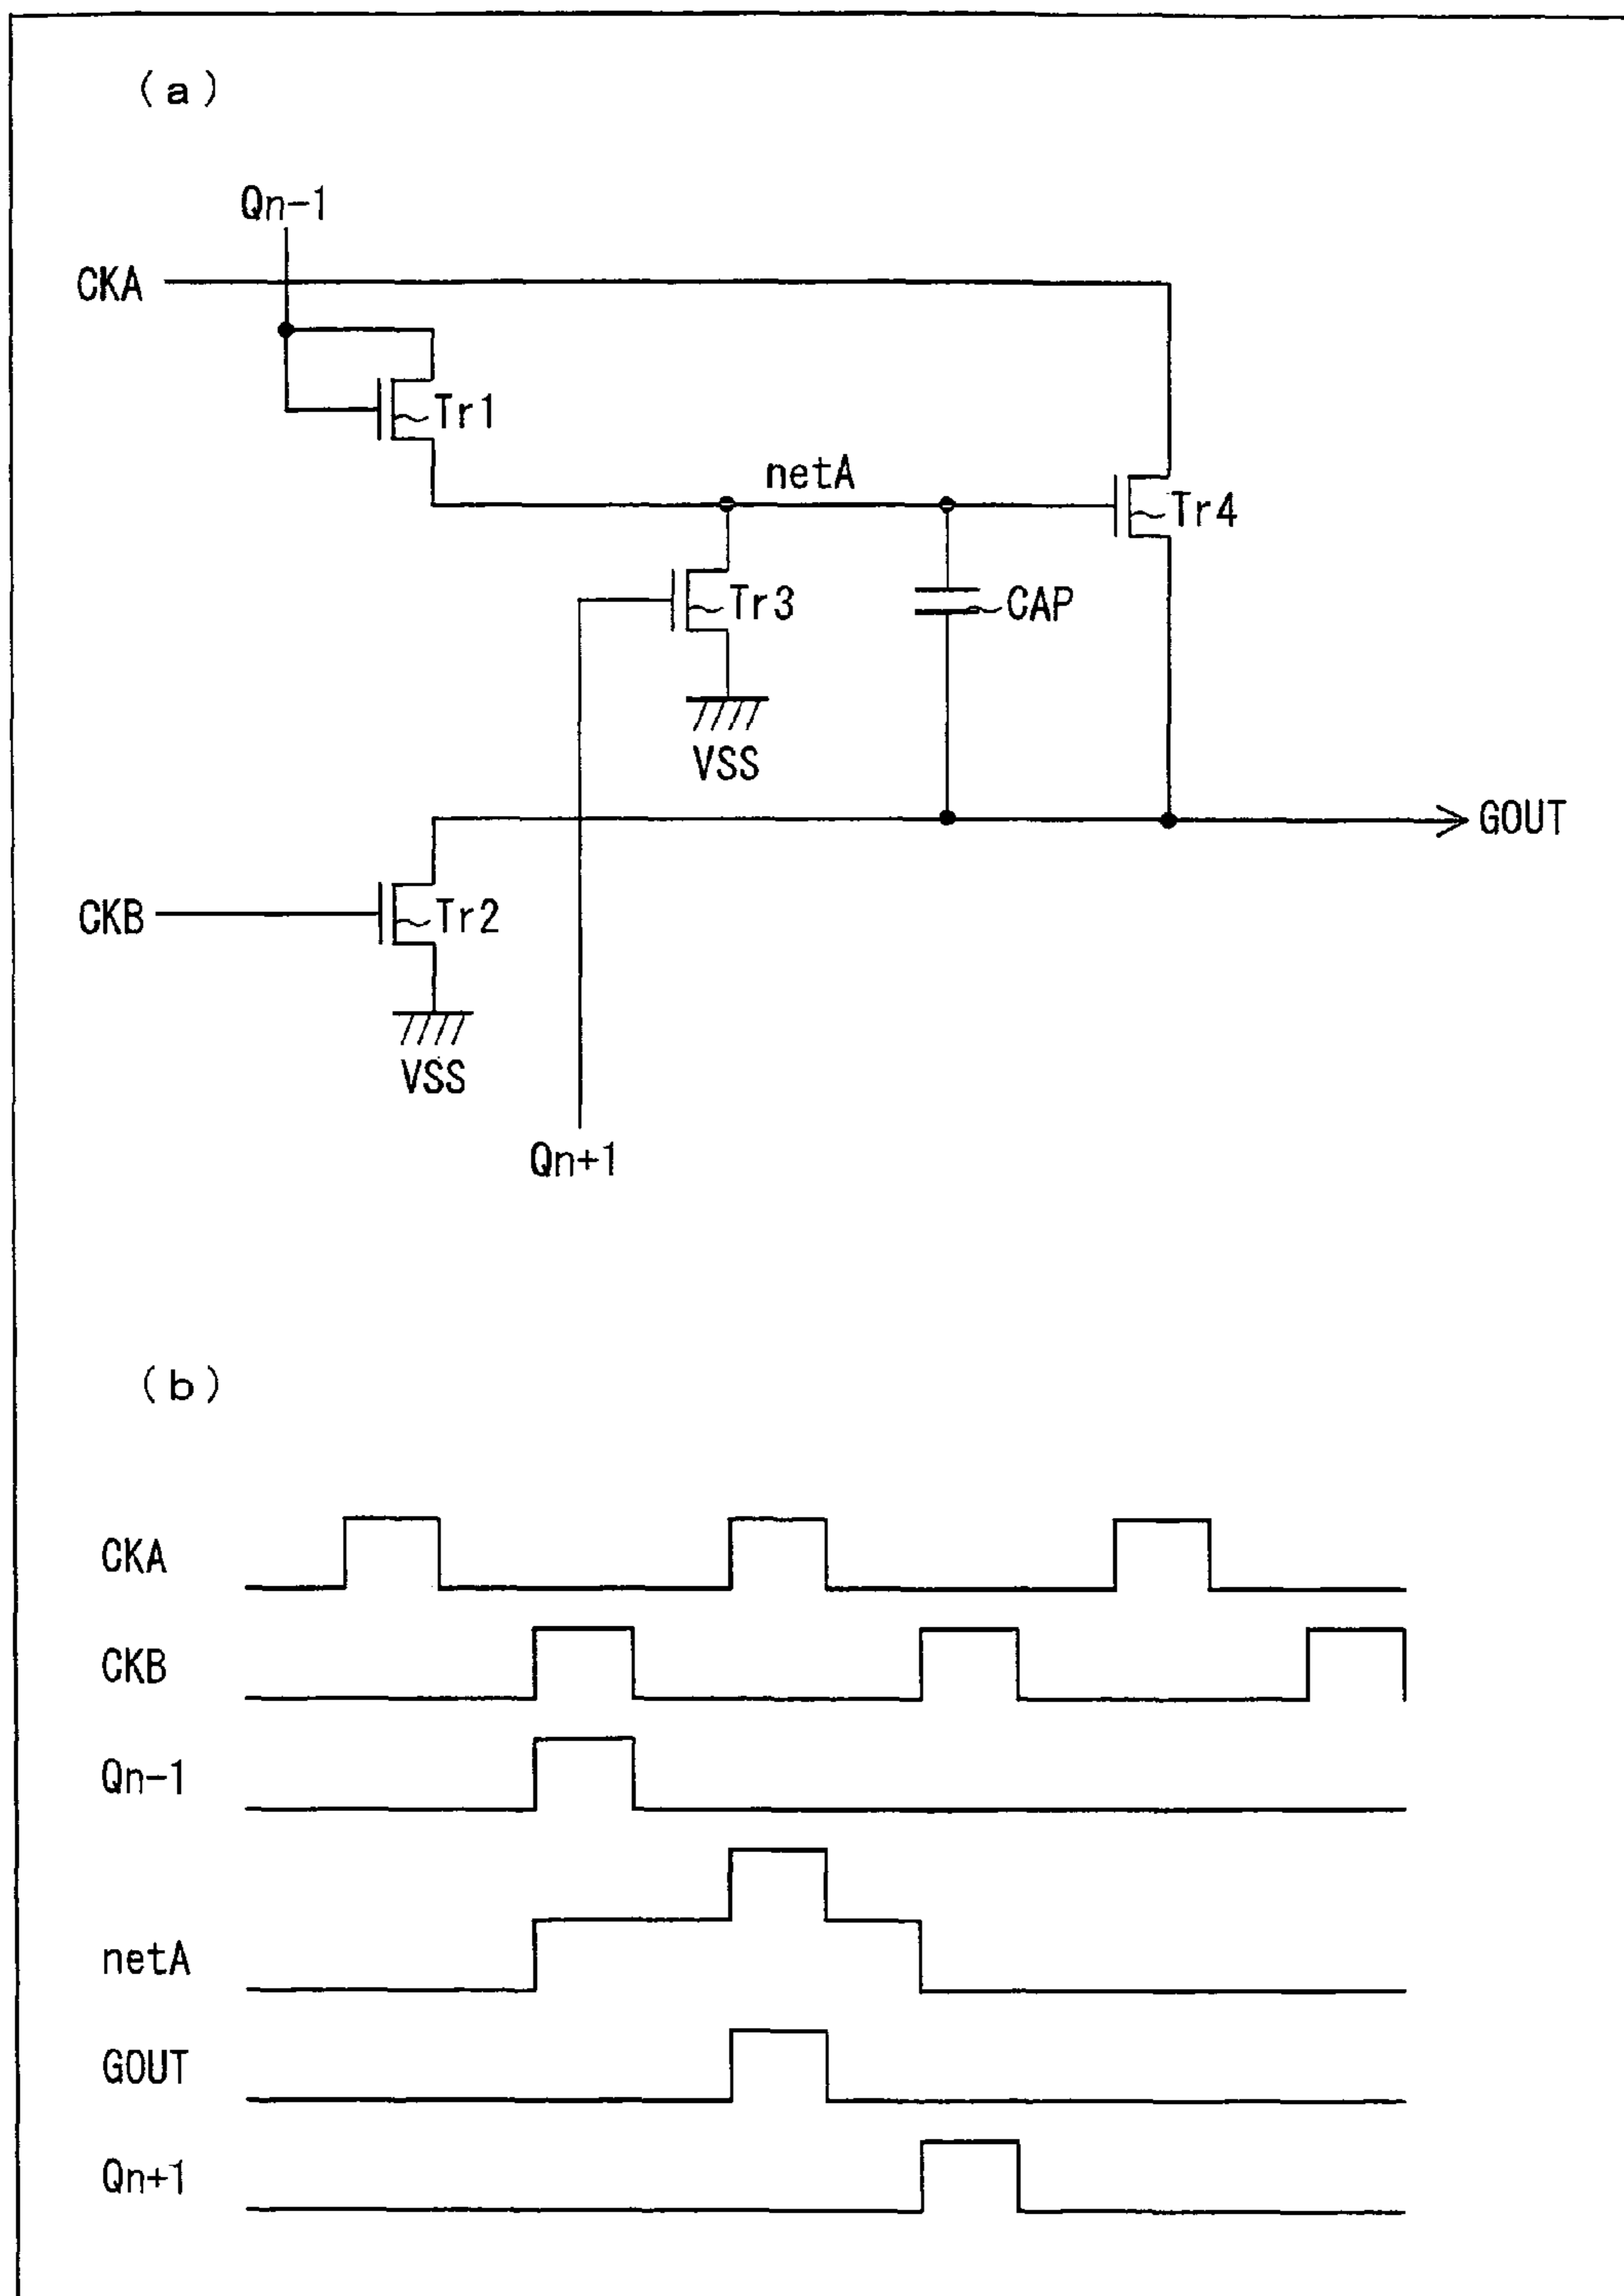 (a)
Qn-1
CKA
Tr1
netA
Tr4
Tr3
CAP
VSS
GOUT
CKB
Tr2
VSS
Qn+1
(b)
CKA
CKB
Qn-1
netA
GOUT
Qn+1